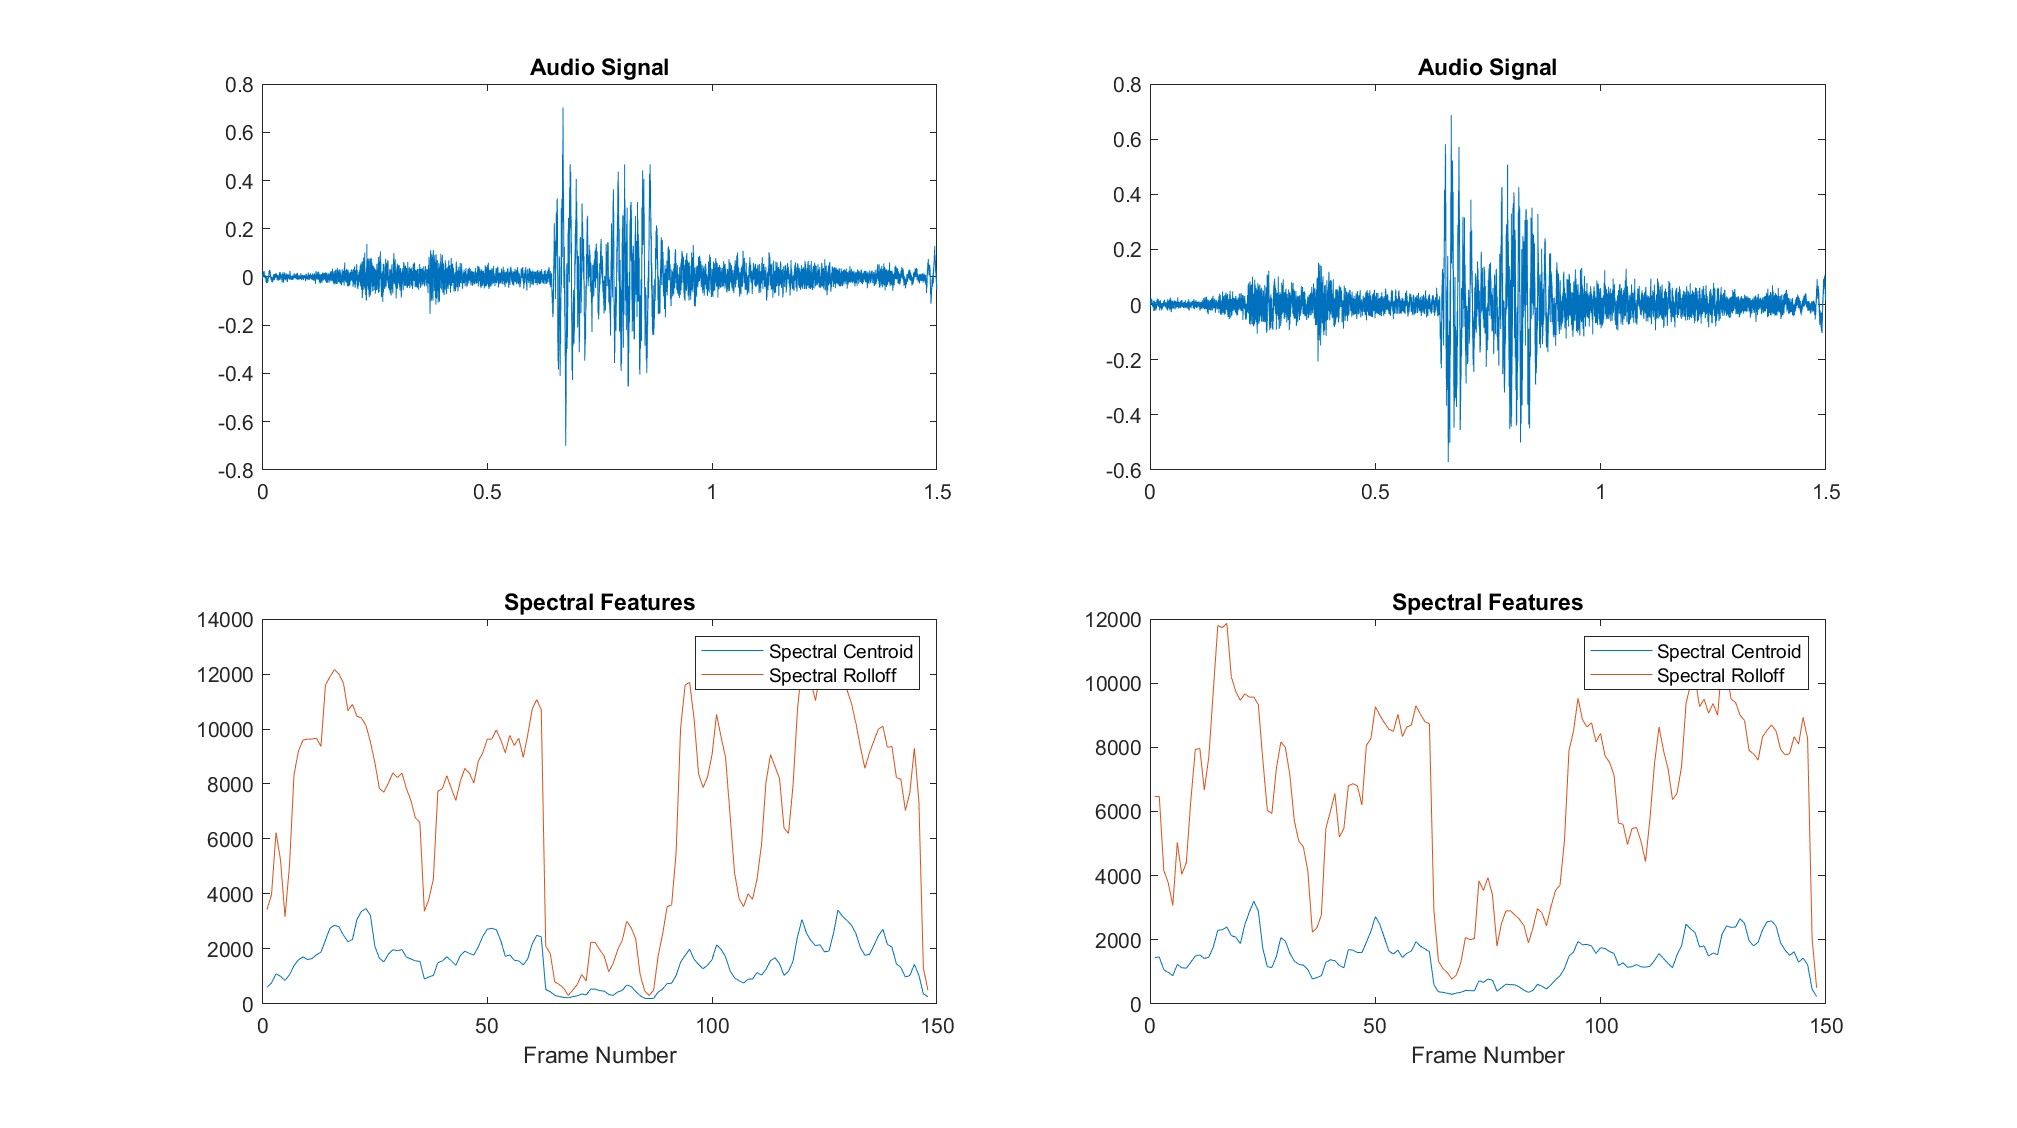 Audio Signal
0.8
0.6
0.4
0.2
0
-0.2
-0.4
-0.6
-0.8
0 0.5 1 1.5
Audio Signal
0.8
0.6
0.4
0.2
0
-0.2
-0.4
-0.6
0 0.5 1 1.5
Spectral Features
14000
12000
10000
8000
6000
4000
2000
0
Spectral Centroid
Spectral Rolloff
0 50 100 150
Frame Number
Spectral Features
12000
10000
8000
6000
4000
2000
0
Spectral Centroid
Spectral Rolloff
0 50 100 150
Frame Number